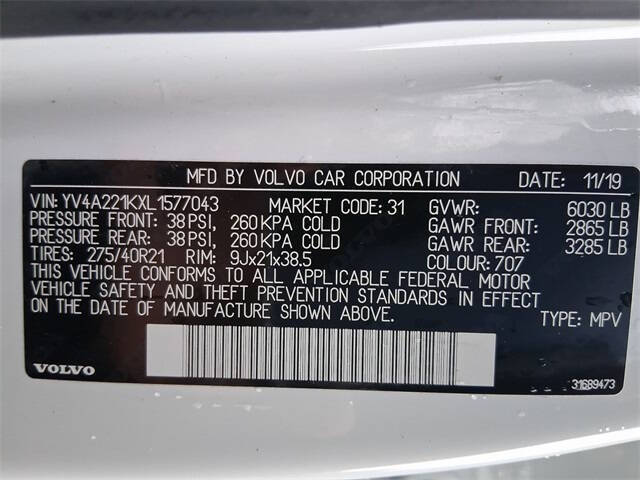 MFD BY VOLVO CAR CORPORATION DATE: 11/19
VIN: YV4A221KXL1577043 MARKET CODE: 31 GVWR: 6030 LB
PRESSURE FRONT: 38 PSI, 260 KPA COLD GAWR FRONT: 2865 LB
PRESSURE REAR: 38 PSI, 260 KPA COLD GAWR REAR: 3285 LB
TIRES: 275/40R21 RIM: 9Jx21x38.5 COLOUR: 707
THIS VEHICLE CONFORMS TO ALL APPLICABLE FEDERAL MOTOR
VEHICLE SAFETY AND THEFT PREVENTION STANDARDS IN EFFECT
ON THE DATE OF MANUFACTURE SHOWN ABOVE. TYPE: MPV
VOLVO 31689473